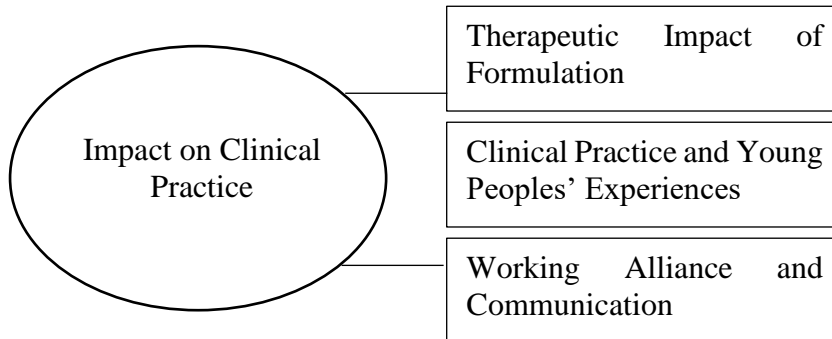 Impact on Clinical
Practice
Therapeutic Impact of
Formulation
Clinical Practice and Young
Peoples’ Experiences
Working Alliance and
Communication